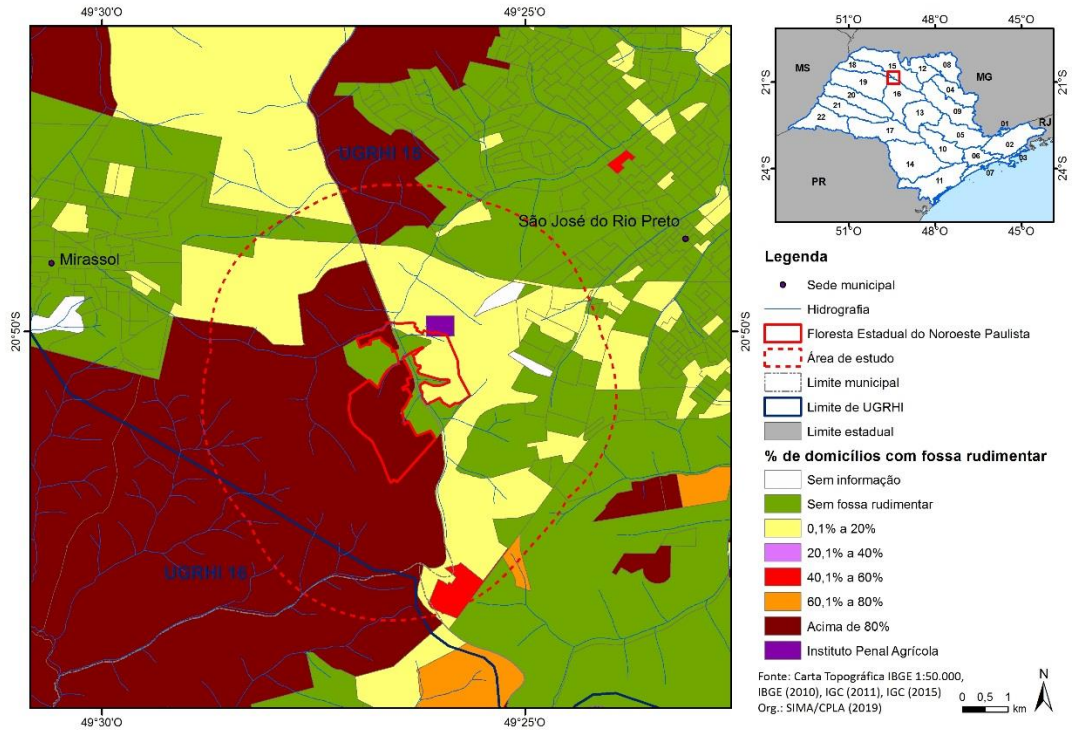 49°30'O
49°25'O
20°50'S
20°50'S
49°30'O
49°25'O
UGRHI 15
São José do Rio Preto
Mirassol
UGRHI 16
51°O
48°O
45°O
21°S
24°S
21°S
24°S
51°O
48°O
45°O
MS
MG
RJ
PR
18
15
12
08
19
16
04
20
13
09
21
22
17
05
01
10
06
02
03
14
07
11
Legenda
Sede municipal
Hidrografia
Floresta Estadual do Noroeste Paulista
Área de estudo
Limite municipal
Limite de UGRHI
Limite estadual
% de domicílios com fossa rudimentar
Sem informação
Sem fossa rudimentar
0,1% a 20%
20,1% a 40%
40,1% a 60%
60,1% a 80%
Acima de 80%
Instituto Penal Agrícola
Fonte: Carta Topográfica IBGE 1:50.000,
IBGE (2010), IGC (2011), IGC (2015)
Org.: SIMA/CPLA (2019)
0 0,5 1
km
N